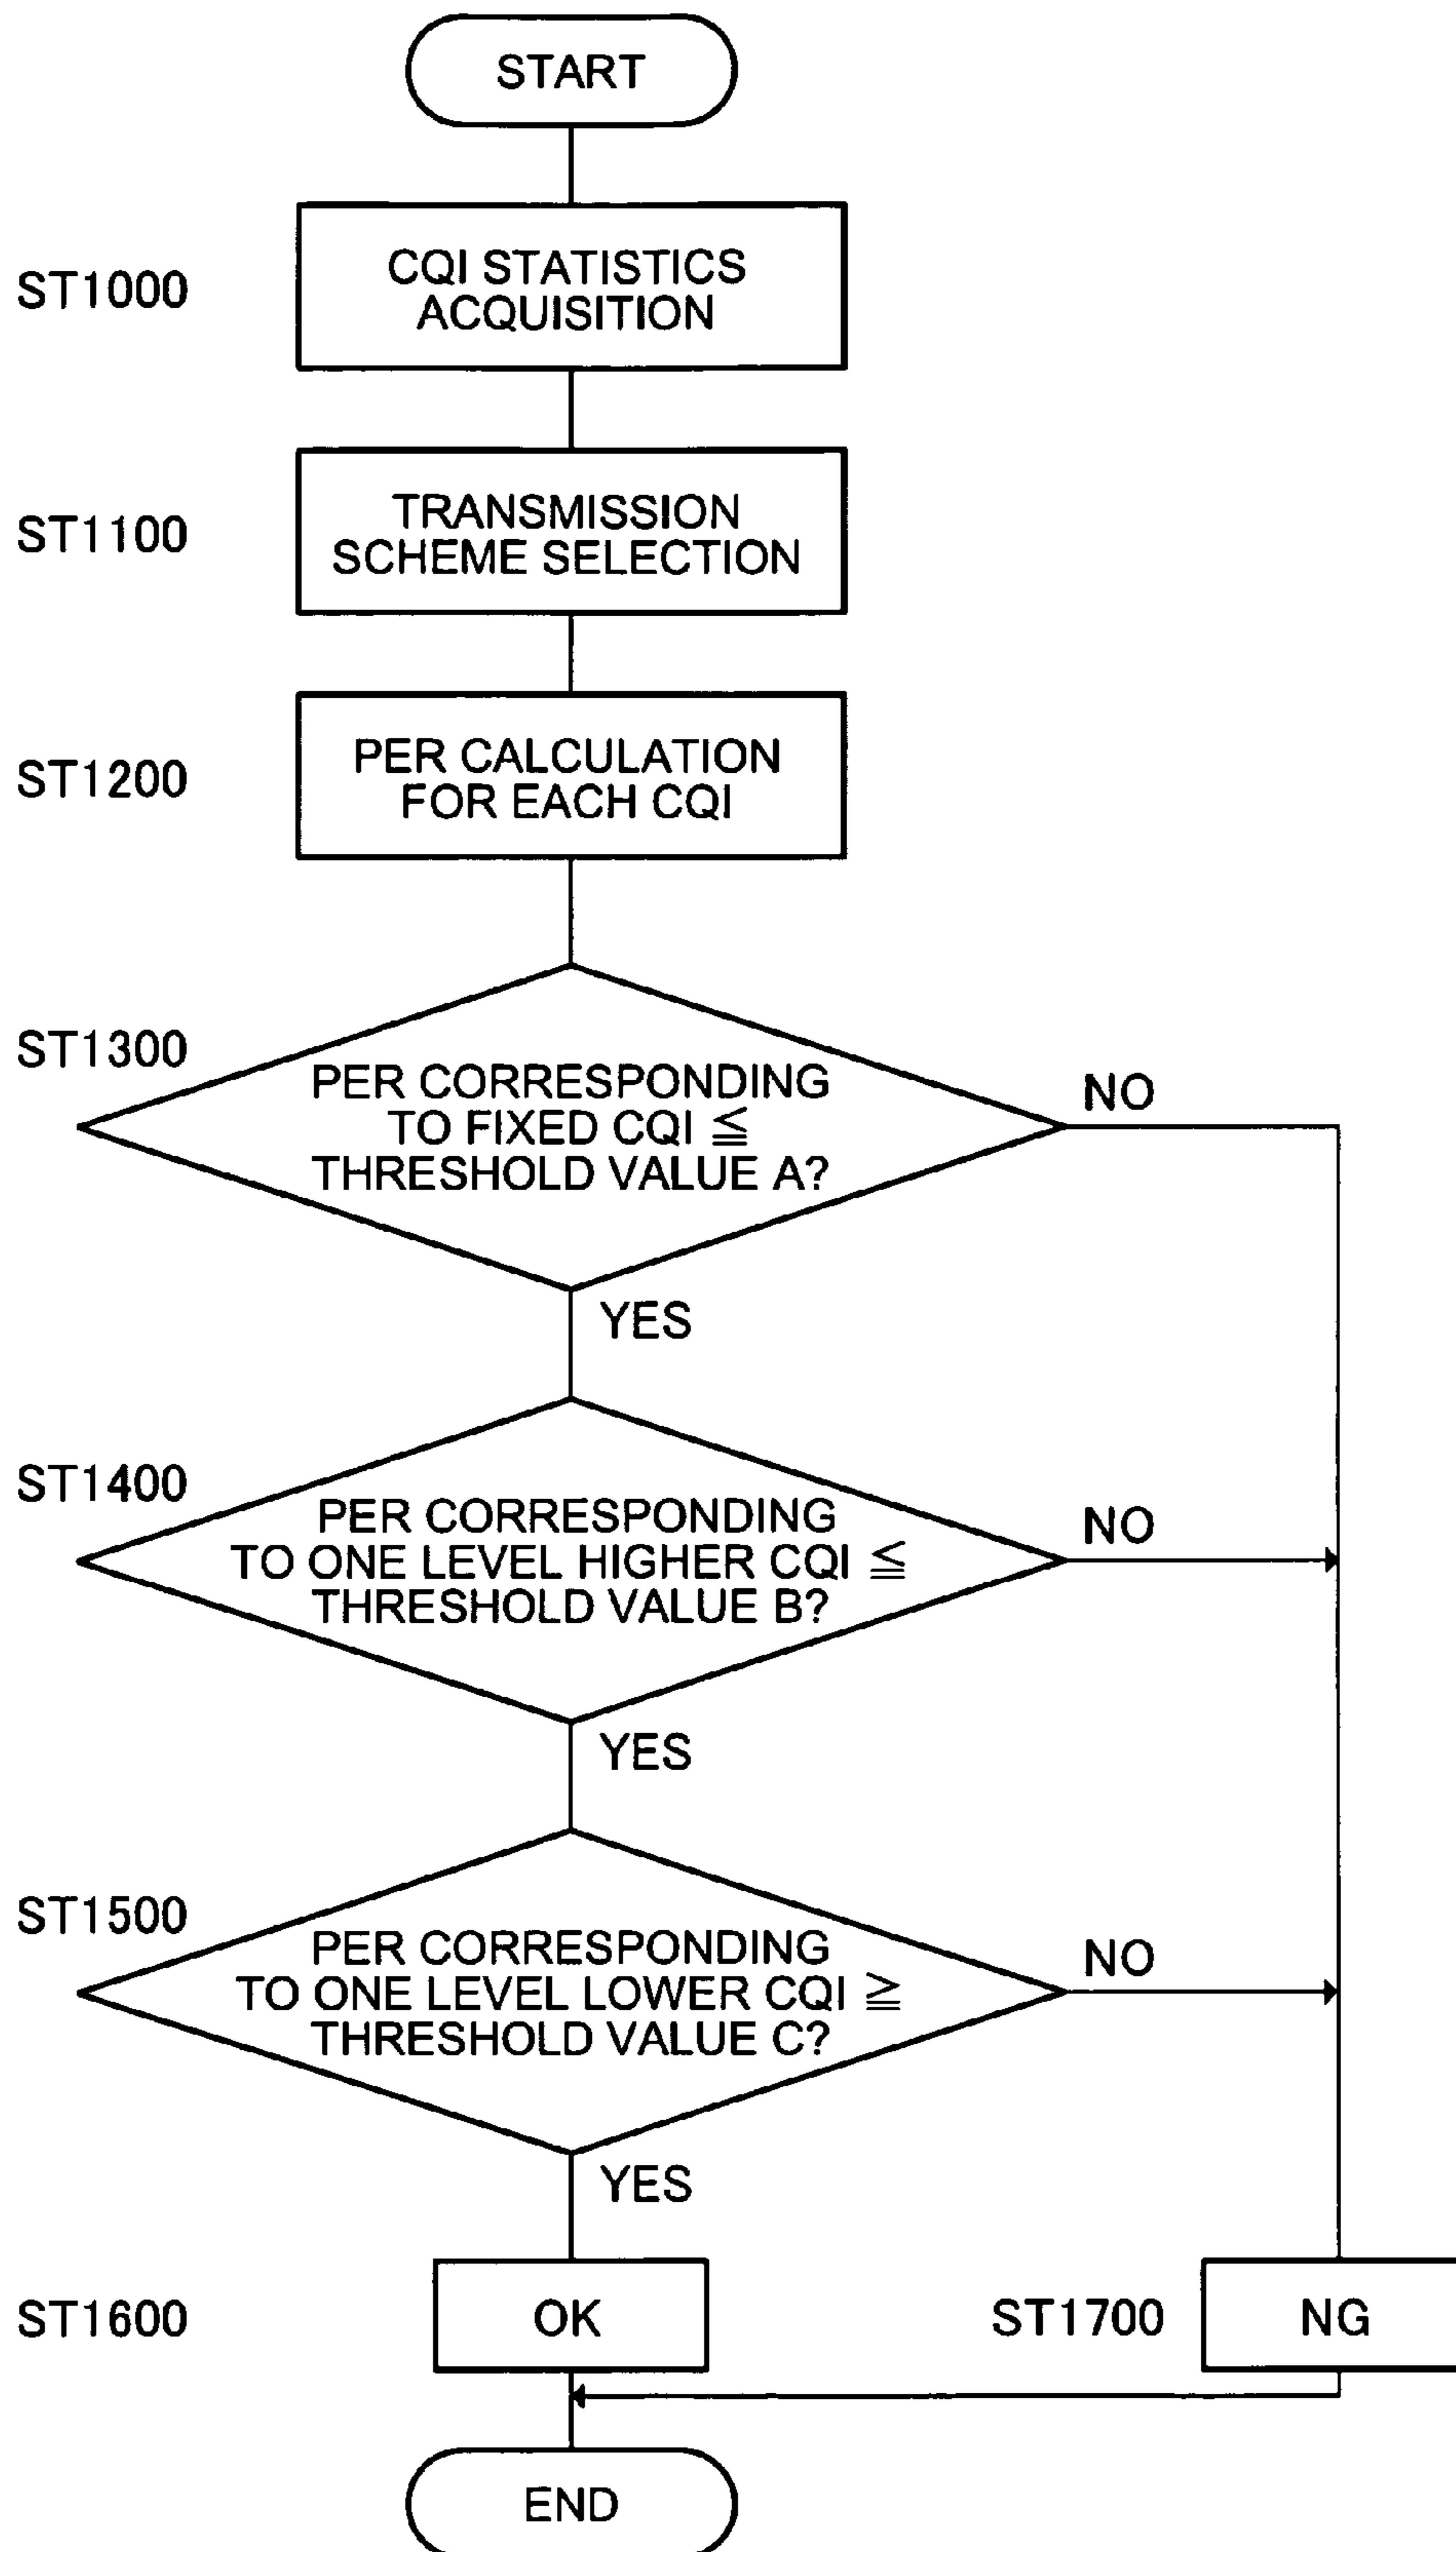 START
ST1000
CQI STATISTICS
ACQUISITION
ST1100
TRANSMISSION
SCHEME SELECTION
ST1200
PER CALCULATION
FOR EACH CQI
ST1300
PER CORRESPONDING
TO FIXED CQI ≦
THRESHOLD VALUE A?
NO
YES
ST1400
PER CORRESPONDING
TO ONE LEVEL HIGHER CQI ≦
THRESHOLD VALUE B?
NO
YES
ST1500
PER CORRESPONDING
TO ONE LEVEL LOWER CQI ≧
THRESHOLD VALUE C?
NO
YES
ST1600
OK
ST1700
NG
END